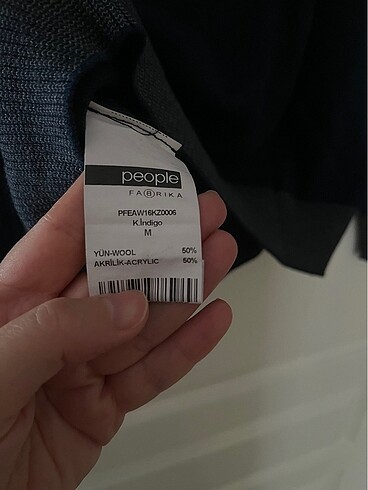 people
FABRIKA
PFEAW16KZ0006
K.İndigo
M
YÜN-WOOL 50%
AKRİLİK-ACRYLIC 50%